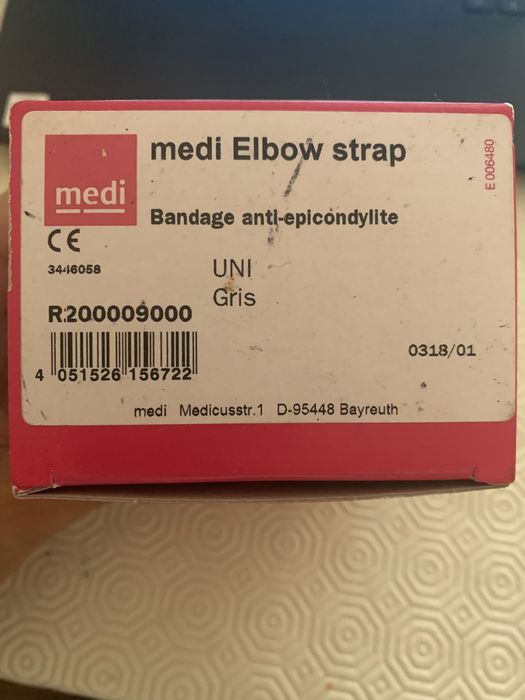 medi Elbow strap
medi
Bandage anti-epicondylite
CE
3446058
UNI
Gris
R200009000
4 051526 156722
0318/01
medi Medicusstr.1 D-95448 Bayreuth
E 006480